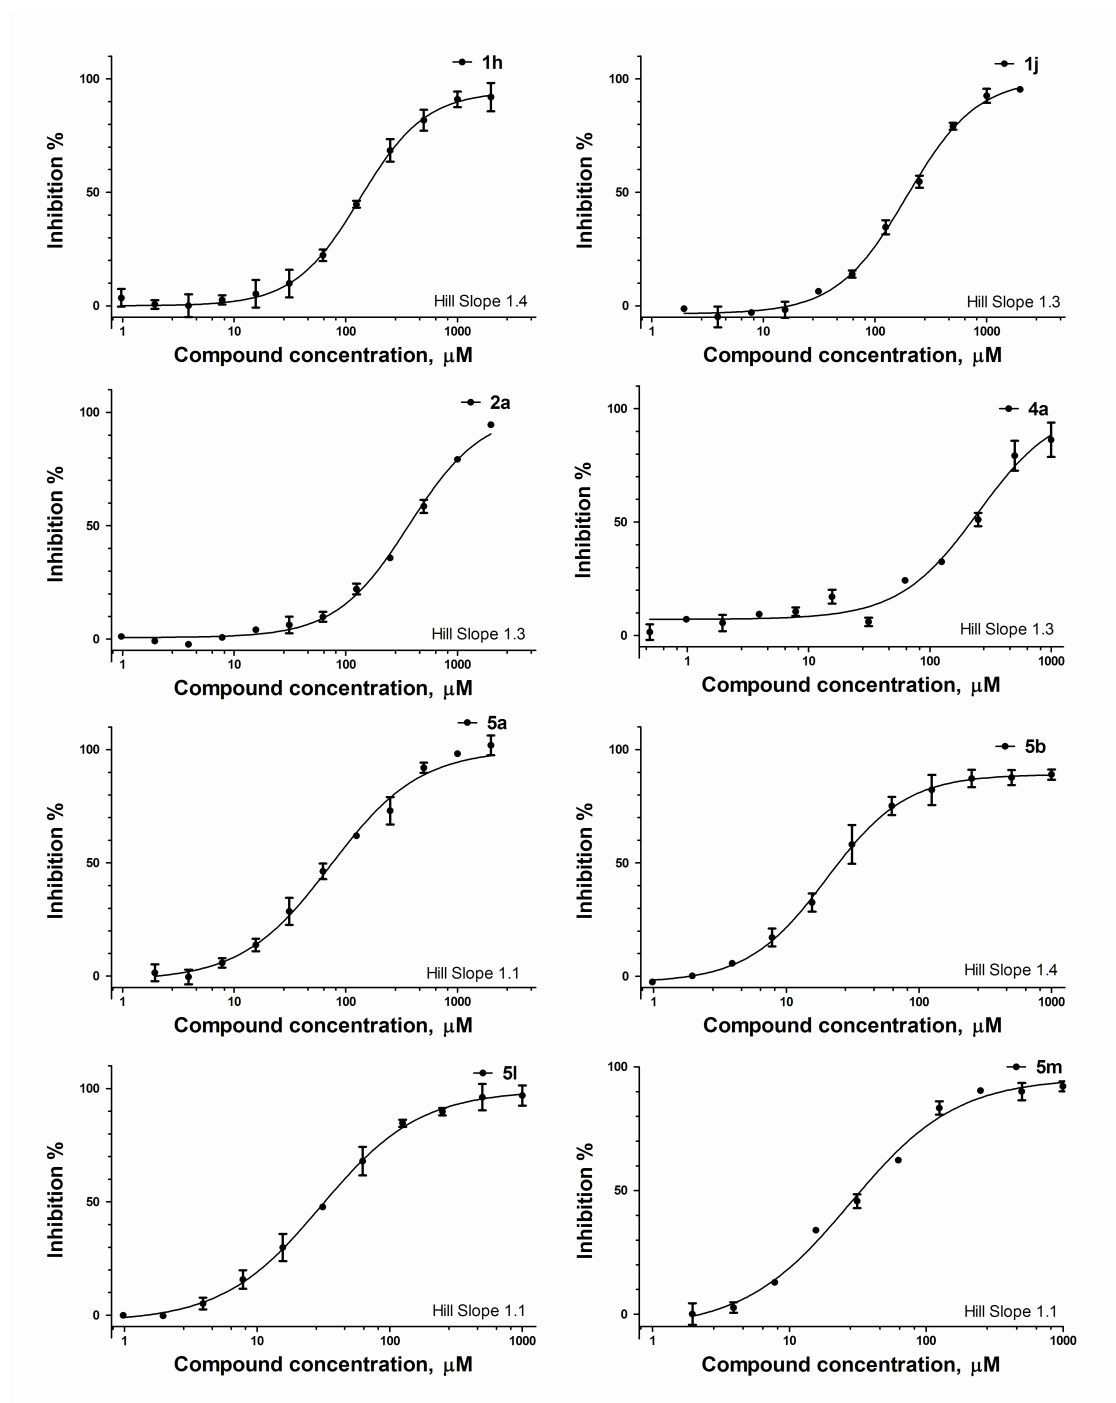 1h
100
50
0
Inhibition %
Hill Slope 1.4
1 10 100 1000
Compound concentration, µM
1j
100
50
0
Inhibition %
Hill Slope 1.3
1 10 100 1000
Compound concentration, µM
2a
100
50
0
Inhibition %
Hill Slope 1.3
1 10 100 1000
Compound concentration, µM
4a
100
50
0
Inhibition %
Hill Slope 1.3
1 10 100 1000
Compound concentration, µM
5a
100
50
0
Inhibition %
Hill Slope 1.1
1 10 100 1000
Compound concentration, µM
5b
100
50
0
Inhibition %
Hill Slope 1.4
1 10 100 1000
Compound concentration, µM
5l
100
50
0
Inhibition %
Hill Slope 1.1
1 10 100 1000
Compound concentration, µM
5m
100
50
0
Inhibition %
Hill Slope 1.1
1 10 100 1000
Compound concentration, µM